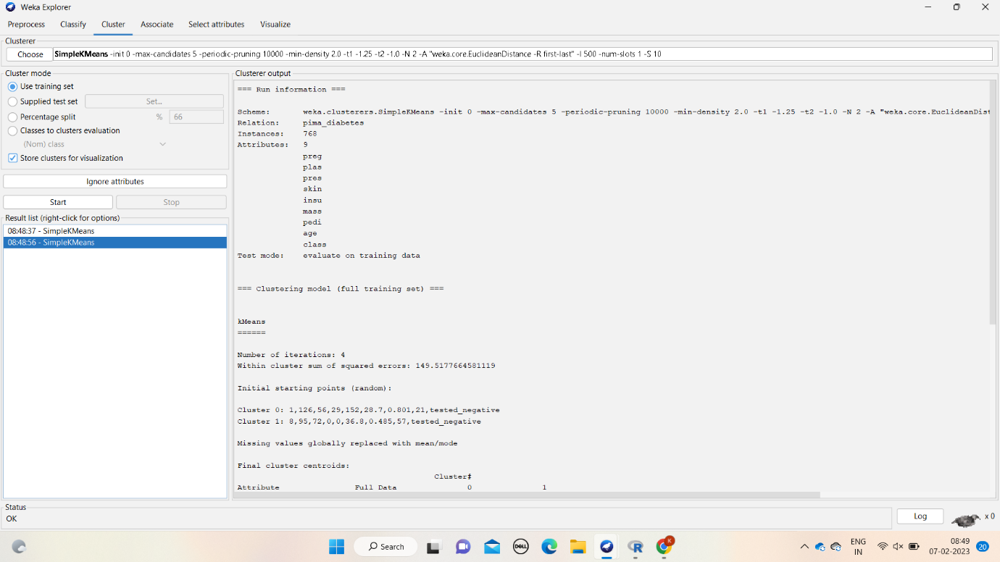 Weka Explorer
Preprocess Classify Cluster Associate Select attributes Visualize
Clusterer
Choose SimpleKMeans -init 0 -max-candidates 5 -periodic-pruning 10000 -min-density 2.0 -t1 -1.25 -t2 -1.0 -N 2 -A "weka.core.EuclideanDistance -R first-last" -I 500 -num-slots 1 -S 10
Cluster mode
Use training set
Supplied test set Set...
Percentage split % 66
Classes to clusters evaluation
(Nom) class
Store clusters for visualization
Ignore attributes
Start Stop
Result list (right-click for options)
08:48:37 - SimpleKMeans
08:48:56 - SimpleKMeans
Clusterer output
=== Run information ===
Scheme: weka.clusterers.SimpleKMeans -init 0 -max-candidates 5 -periodic-pruning 10000 -min-density 2.0 -t1 -1.25 -t2 -1.0 -N 2 -A "weka.core.EuclideanDist
Relation: pima_diabetes
Instances: 768
Attributes: 9
preg
plas
pres
skin
insu
mass
pedi
age
class
Test mode: evaluate on training data
=== Clustering model (full training set) ===
kMeans
======
Number of iterations: 4
Within cluster sum of squared errors: 149.5177664581119
Initial starting points (random):
Cluster 0: 1,126,56,29,152,28.7,0.801,21,tested_negative
Cluster 1: 8,95,72,0,0,36.8,0.485,57,tested_negative
Missing values globally replaced with mean/mode
Final cluster centroids:
Cluster#
Attribute Full Data 0 1
Status
OK
Log x 0
Search
DELL
K
ENG
IN
08:49
07-02-2023
20